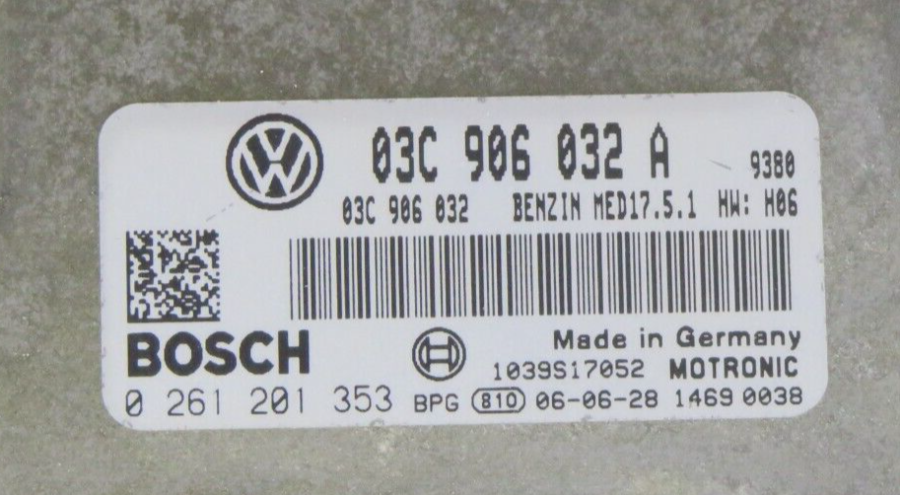 03C 906 032 A 9380
03C 906 032 BENZIN MED17.5.1 HW: H06
Made in Germany
BOSCH 1039S17052 MOTRONIC
0 261 201 353 BPG 810 06-06-28 1469 0038